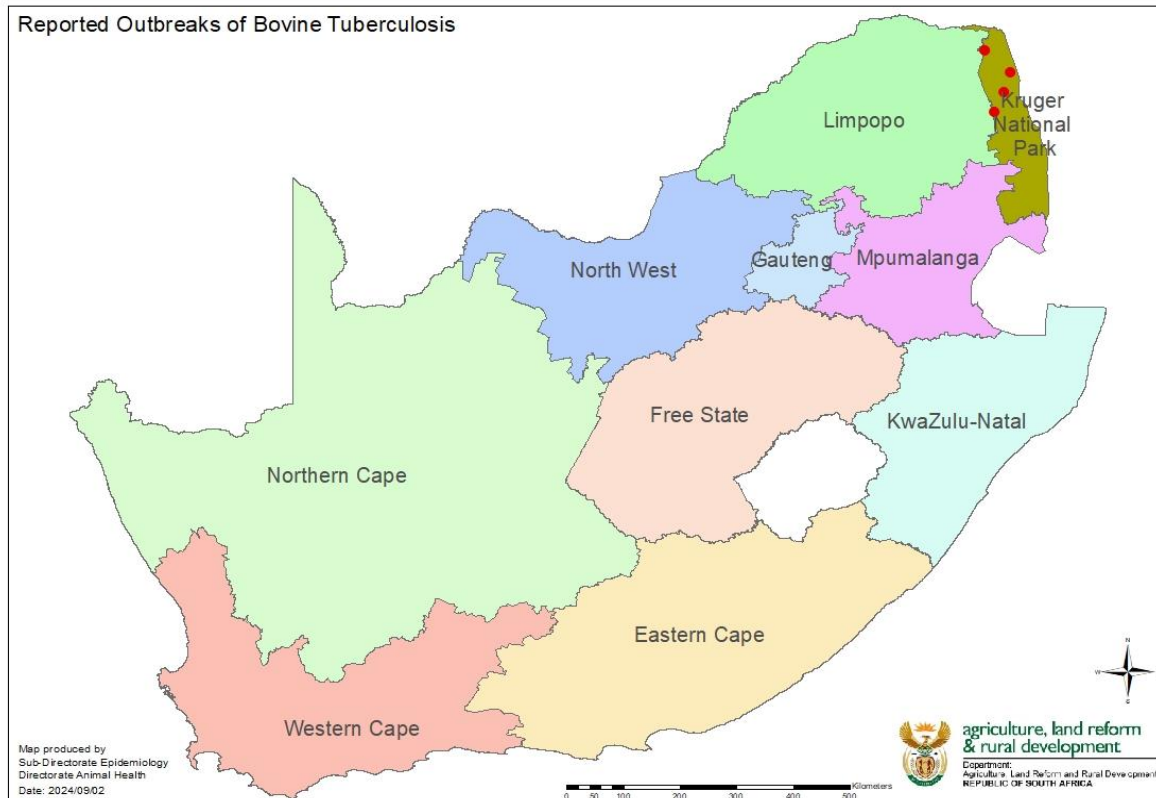 Reported Outbreaks of Bovine Tuberculosis
Limpopo
Kruger
National
Park
North West
Gauteng
Mpumalanga
Free State
KwaZulu-Natal
Northern Cape
Eastern Cape
Western Cape
N
W
E
S
Map produced by
Sub-Directorate Epidemiology
Directorate Animal Health
Date: 2024/09/02
Kilometers
0 50 100 200 300 400 500
agriculture, land reform
& rural development
Department:
Agriculture, Land Reform and Rural Development
REPUBLIC OF SOUTH AFRICA